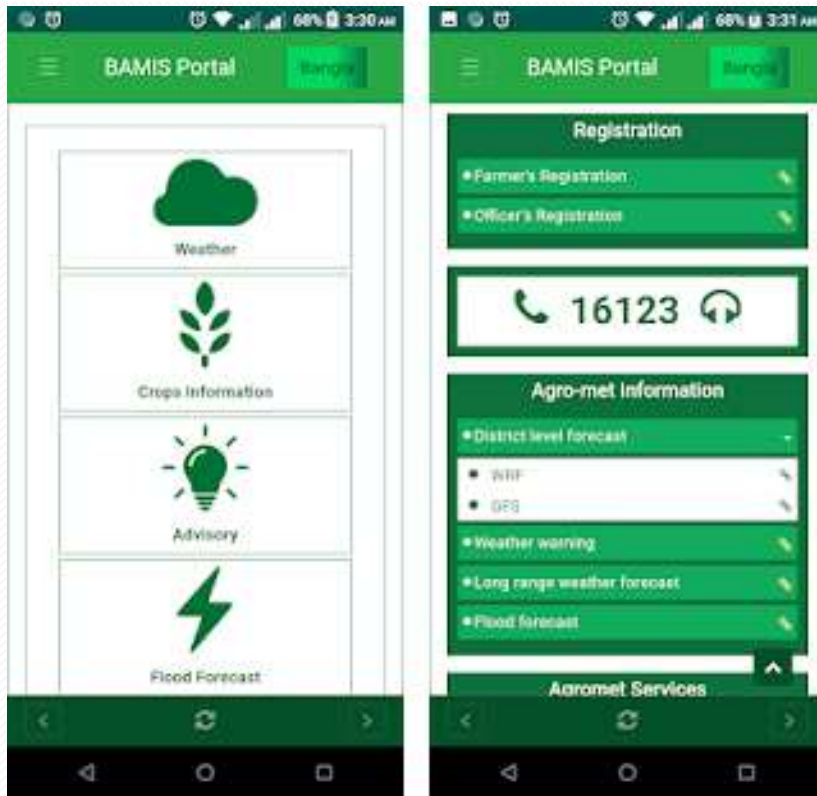 68% 3:30 AM
BAMIS Portal
Bangla
Weather
Crops Information
Advisory
Flood Forecast
68% 3:31 AM
BAMIS Portal
Bangla
Registration
Farmer's Registration
Officer's Registration
16123
Agro-met Information
District level forecast
WRF
GFS
Weather warning
Long range weather forecast
Flood forecast
Agromet Services